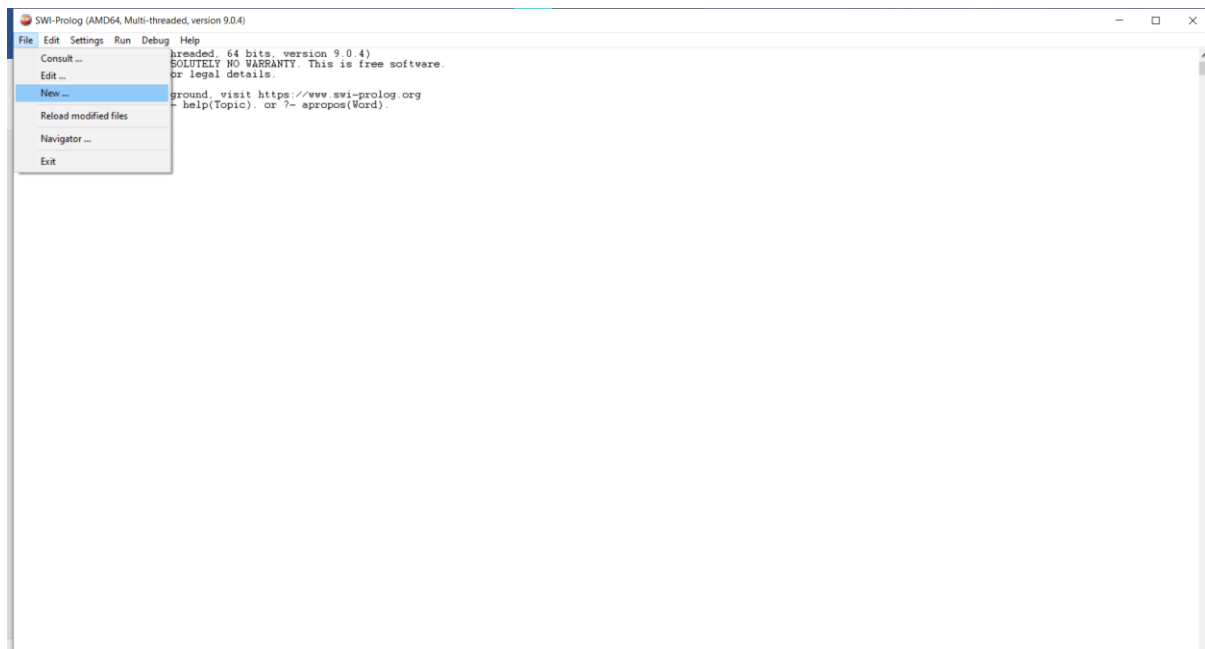 SWI-Prolog (AMD64, Multi-threaded, version 9.0.4)
File Edit Settings Run Debug Help
Consult ...
Edit ...
New ...
Reload modified files
Navigator ...
Exit
hreaded, 64 bits, version 9.0.4)
SOLUTELY NO WARRANTY. This is free software.
or legal details.
ground, visit https://www.swi-prolog.org
- help(Topic). or ?- apropos(Word).